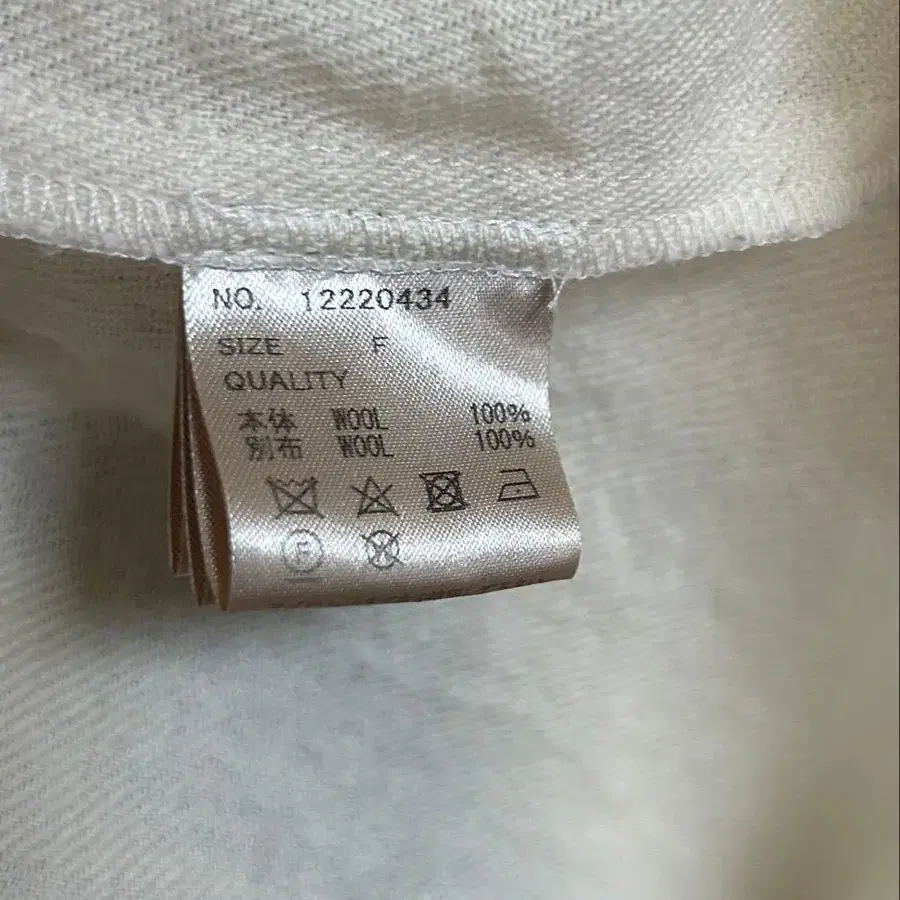 NO. 12220434
SIZE F
QUALITY
本体 WOOL 100%
別布 WOOL 100%
F